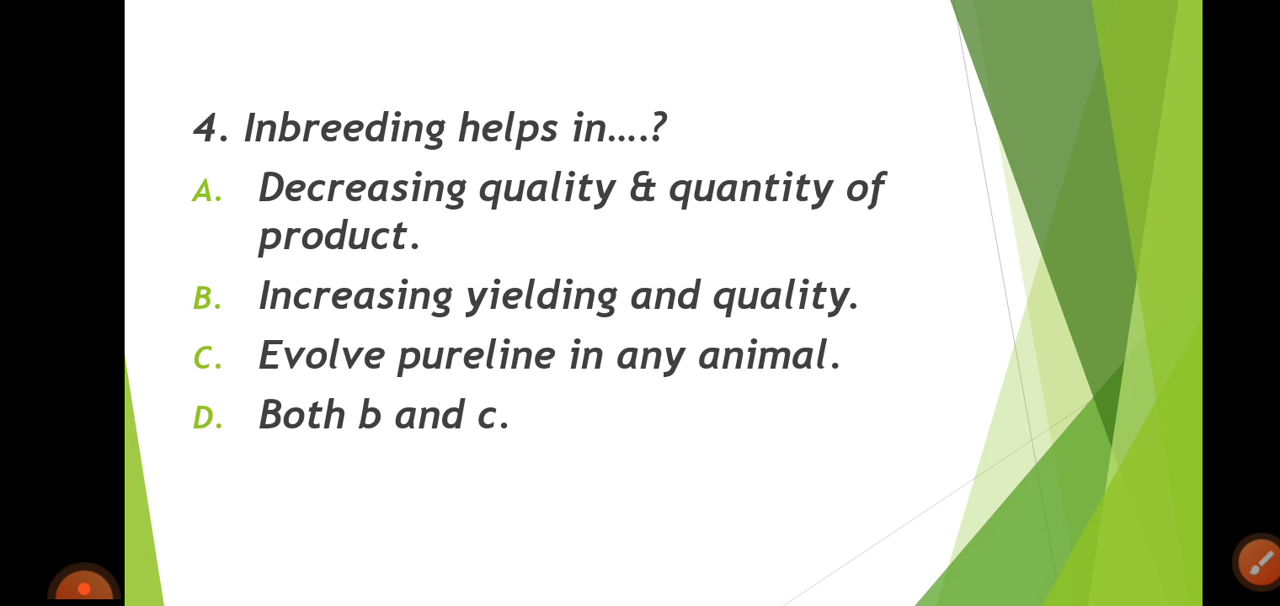 4. Inbreeding helps in....?
A. Decreasing quality & quantity of
product.
B. Increasing yielding and quality.
C. Evolve pureline in any animal.
D. Both b and c.